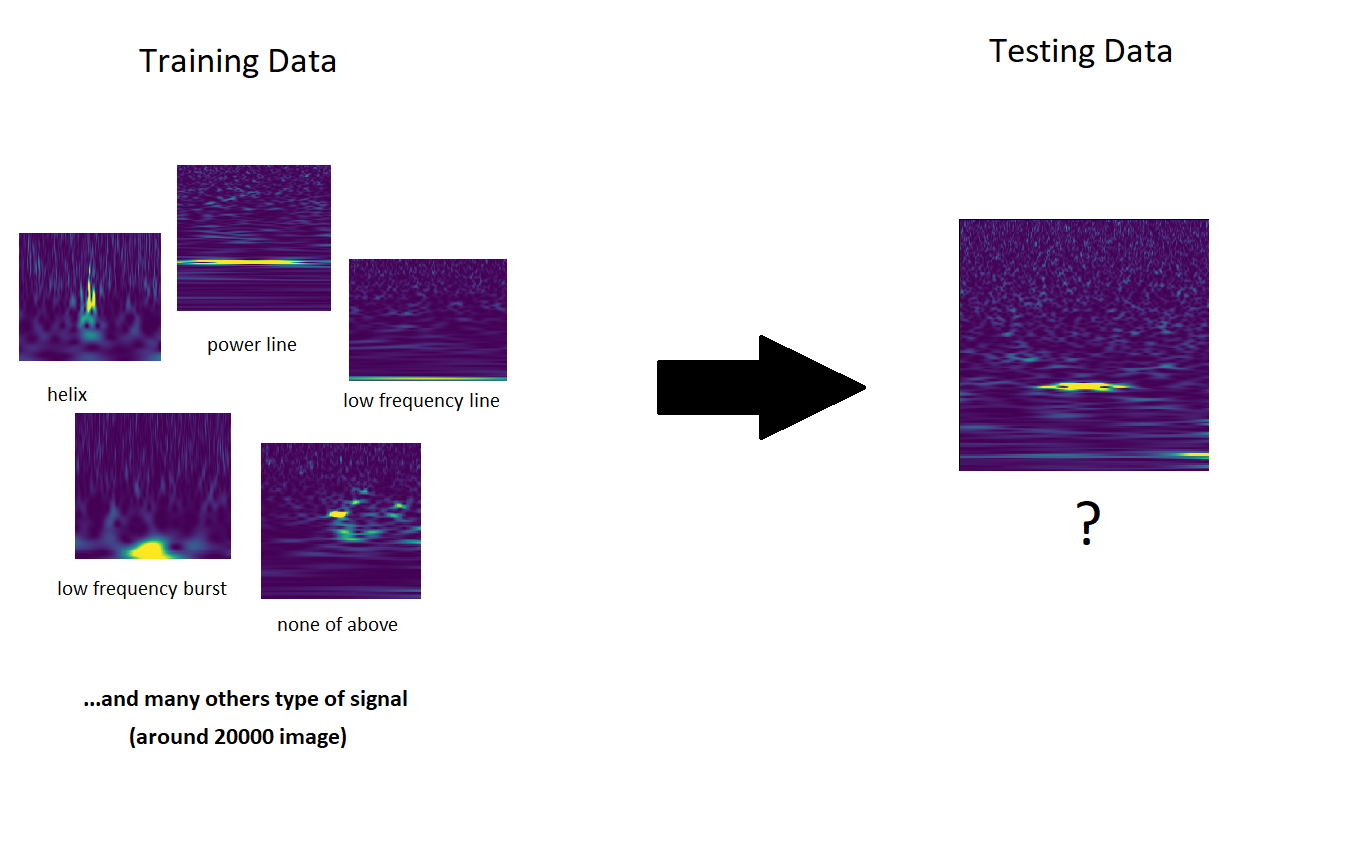 Training Data
Testing Data
power line
helix
low frequency line
low frequency burst
none of above
?
...and many others type of signal
(around 20000 image)